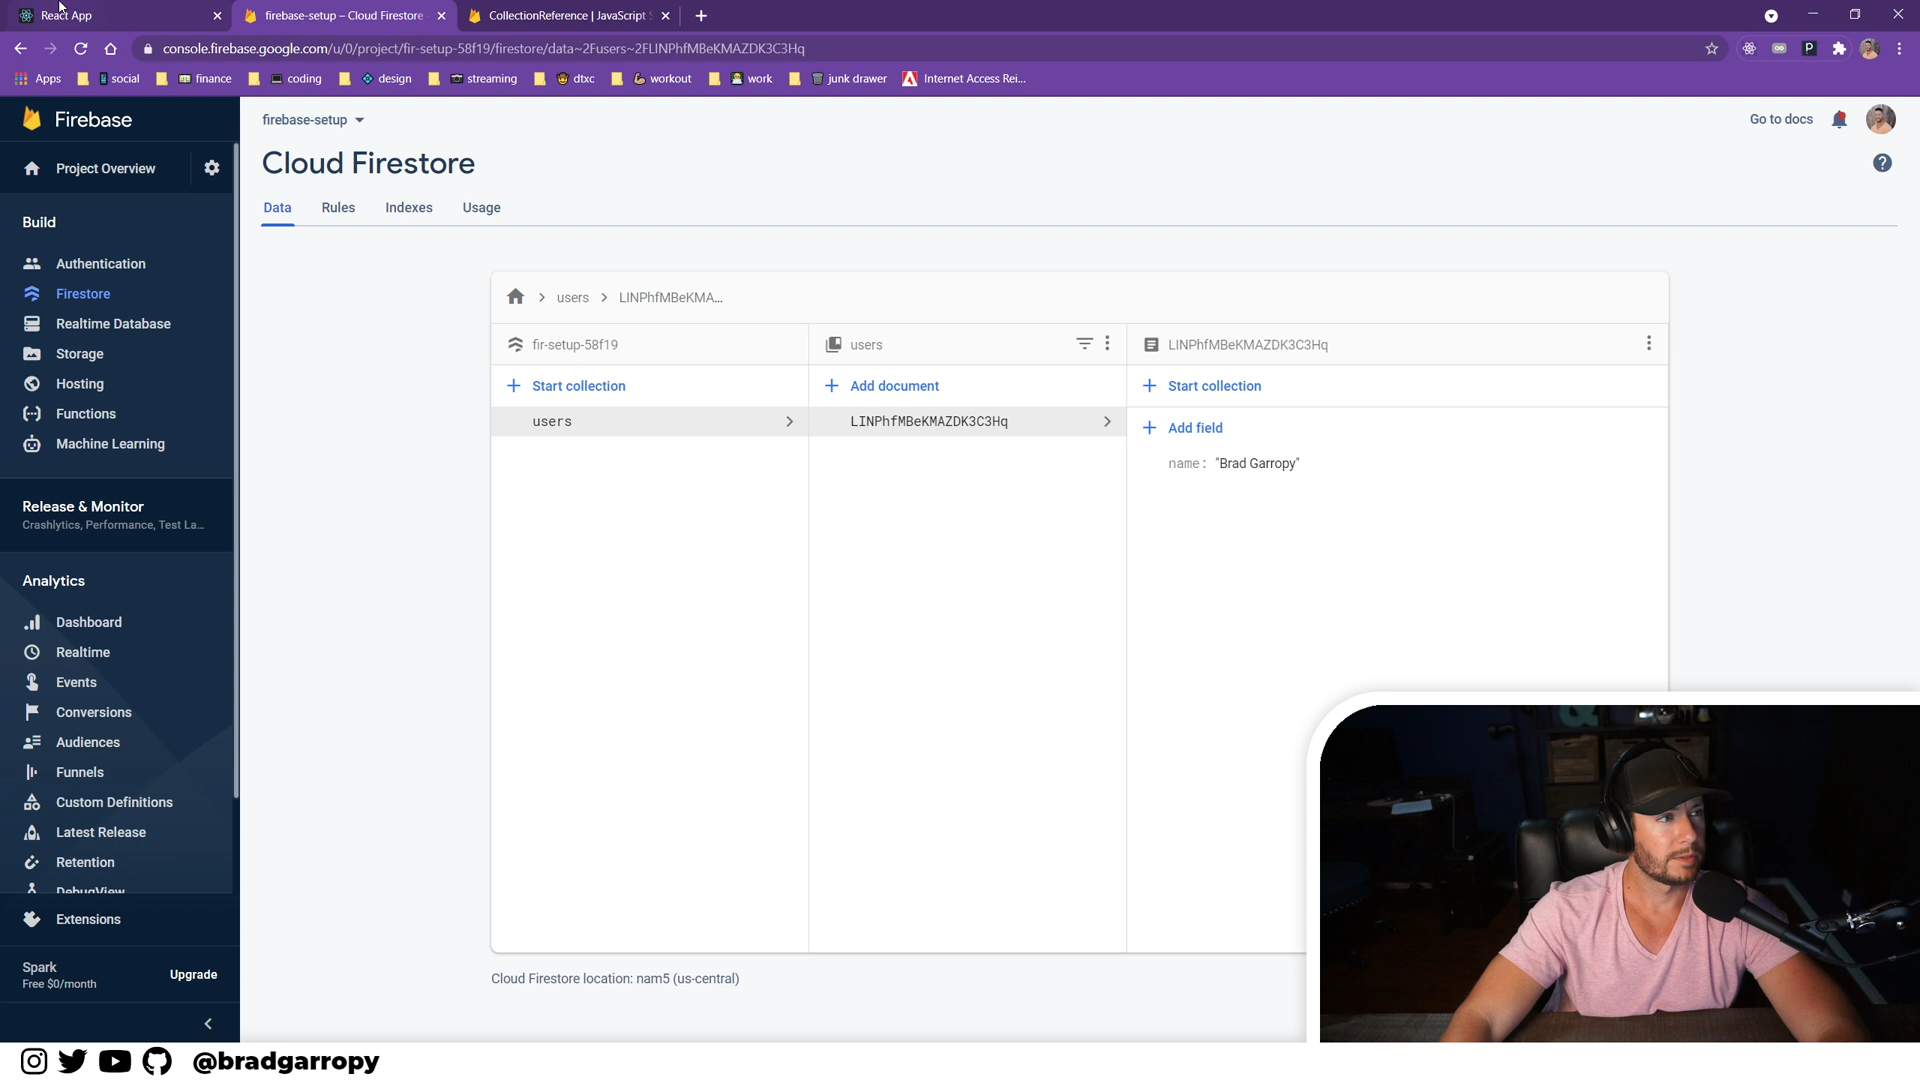 React App
firebase-setup – Cloud Firestore
CollectionReference | JavaScript S
console.firebase.google.com/u/0/project/fir-setup-58f19/firestore/data~2Fusers~2FLINPhfMBeKMAZDK3C3Hq
Apps social finance coding design streaming dtxc workout work junk drawer Internet Access Rei...
Firebase
firebase-setup
Go to docs
Project Overview
Cloud Firestore
Data Rules Indexes Usage
Build
Authentication
Firestore
Realtime Database
Storage
Hosting
Functions
Machine Learning
Release & Monitor
Crashlytics, Performance, Test La...
Analytics
Dashboard
Realtime
Events
Conversions
Audiences
Funnels
Custom Definitions
Latest Release
Retention
DebugView
Extensions
Spark
Free $0/month
Upgrade
users LINPhfMBeKMA...
fir-setup-58f19
Start collection
users
users
Add document
LINPhfMBeKMAZDK3C3Hq
LINPhfMBeKMAZDK3C3Hq
Start collection
Add field
name: "Brad Garropy"
Cloud Firestore location: nam5 (us-central)
@bradgarropy